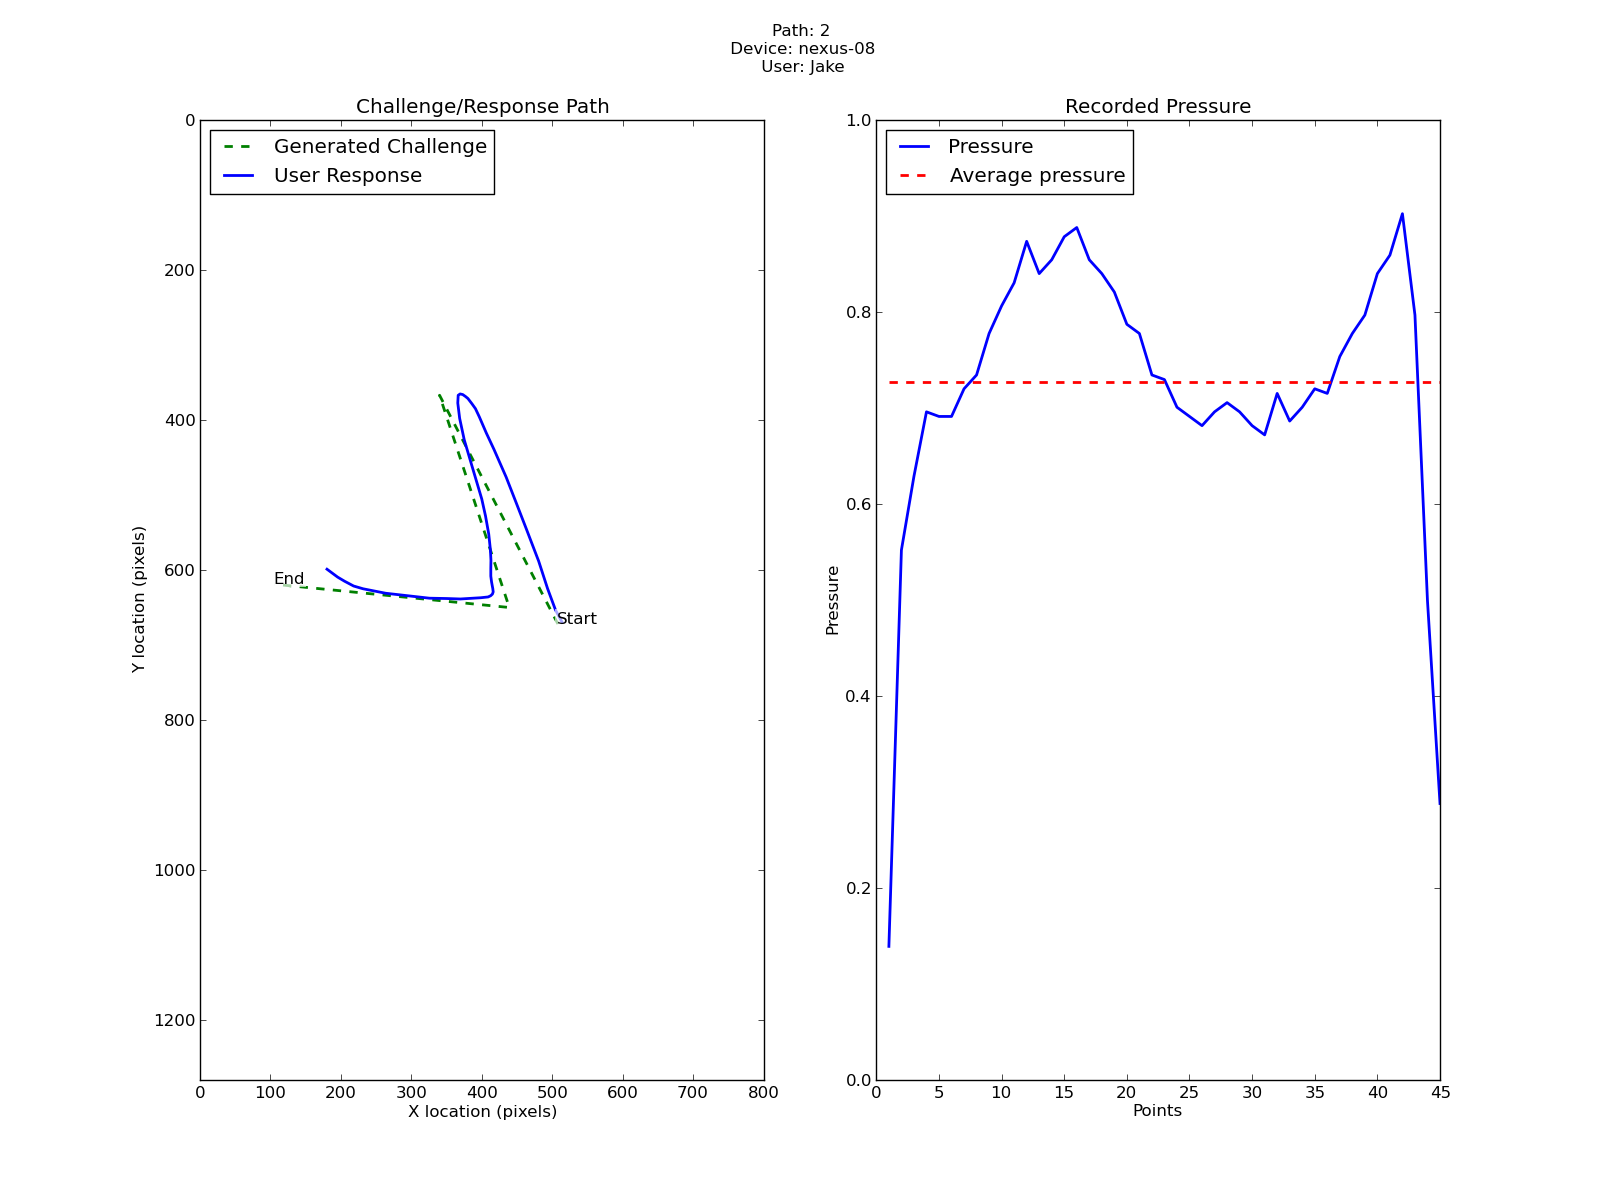 Path: 2
Device: nexus-08
User: Jake
Challenge/Response Path
Generated Challenge
User Response
0
200
400
600
800
1000
1200
Y location (pixels)
End
Start
0 100 200 300 400 500 600 700 800
X location (pixels)
Recorded Pressure
Pressure
Average pressure
1.0
0.8
0.6
0.4
0.2
0.0
Pressure
0 5 10 15 20 25 30 35 40 45
Points